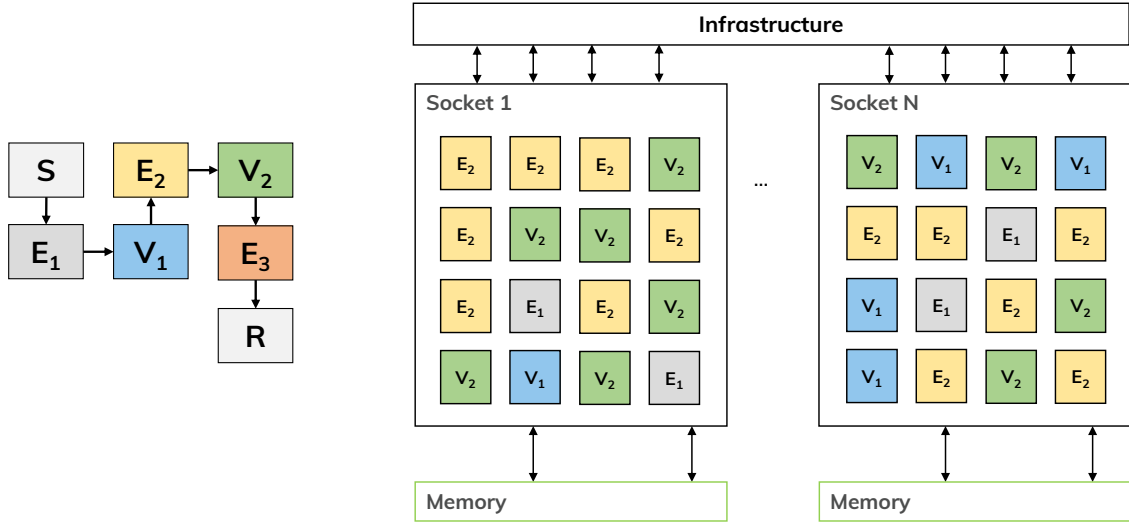 Infrastructure
S
E₂
V₂
E₁
V₁
E₃
R
Socket 1
E₂ E₂ E₂ V₂
E₂ V₂ V₂ E₂
E₂ E₁ E₂ V₂
V₂ V₁ V₂ E₁
...
Socket N
V₂ V₁ V₂ V₁
E₂ E₂ E₁ E₂
V₁ E₁ E₂ V₂
V₁ E₂ V₂ E₂
Memory
Memory